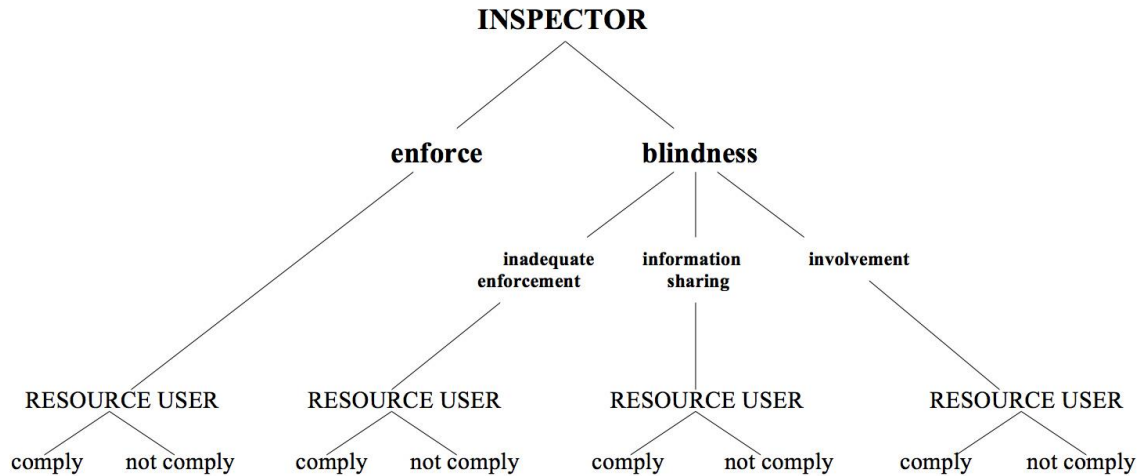 INSPECTOR
enforce blindness
inadequate information involvement
enforcement sharing
RESOURCE USER RESOURCE USER RESOURCE USER RESOURCE USER
comply not comply comply not comply comply not comply comply not comply